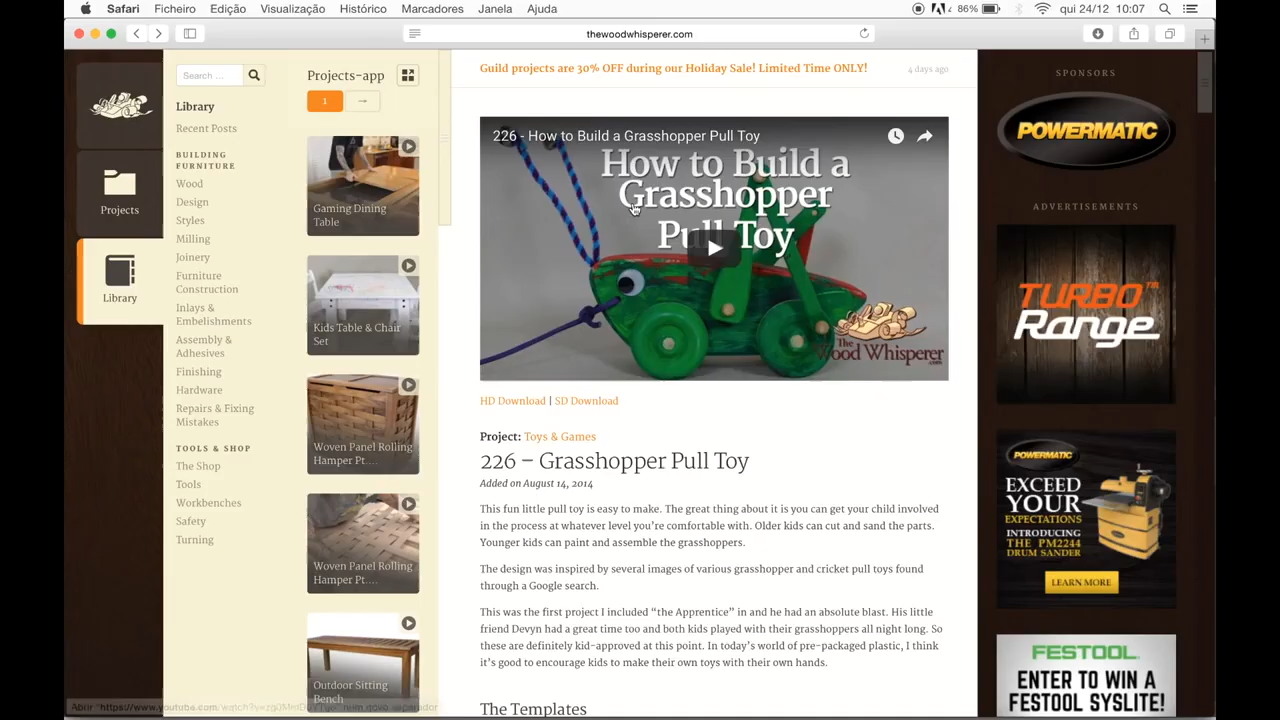 Safari Ficheiro Edição Visualização Histórico Marcadores Janela Ajuda
86% qui 24/12 10:07
thewoodwhisperer.com
Search ...
Library
Recent Posts
BUILDING
FURNITURE
Wood
Design
Styles
Milling
Joinery
Furniture
Construction
Inlays &
Embelishments
Assembly &
Adhesives
Finishing
Hardware
Repairs & Fixing
Mistakes
TOOLS & SHOP
The Shop
Tools
Workbenches
Safety
Turning
Projects
Library
Projects-app
1 →
Gaming Dining
Table
Kids Table & Chair
Set
Woven Panel Rolling
Hamper Pt....
Woven Panel Rolling
Hamper Pt....
Outdoor Sitting
Bench
Guild projects are 30% OFF during our Holiday Sale! Limited Time ONLY!
4 days ago
226 - How to Build a Grasshopper Pull Toy
How to Build a
Grasshopper
Pull Toy
The
Wood Whisperer
.com
HD Download | SD Download
Project: Toys & Games
226 – Grasshopper Pull Toy
Added on August 14, 2014
This fun little pull toy is easy to make. The great thing about it is you can get your child involved
in the process at whatever level you're comfortable with. Older kids can cut and sand the parts.
Younger kids can paint and assemble the grasshoppers.
The design was inspired by several images of various grasshopper and cricket pull toys found
through a Google search.
This was the first project I included “the Apprentice” in and he had an absolute blast. His little
friend Devyn had a great time too and both kids played with their grasshoppers all night long. So
these are definitely kid-approved at this point. In today's world of pre-packaged plastic, I think
it's good to encourage kids to make their own toys with their own hands.
The Templates
SPONSORS
POWERMATIC
ADVERTISEMENTS
TURBO
Range
POWERMATIC
EXCEED
YOUR
EXPECTATIONS
INTRODUCING
THE PM2244
DRUM SANDER
LEARN MORE
FESTOOL
ENTER TO WIN A
FESTOOL SYSLITE!